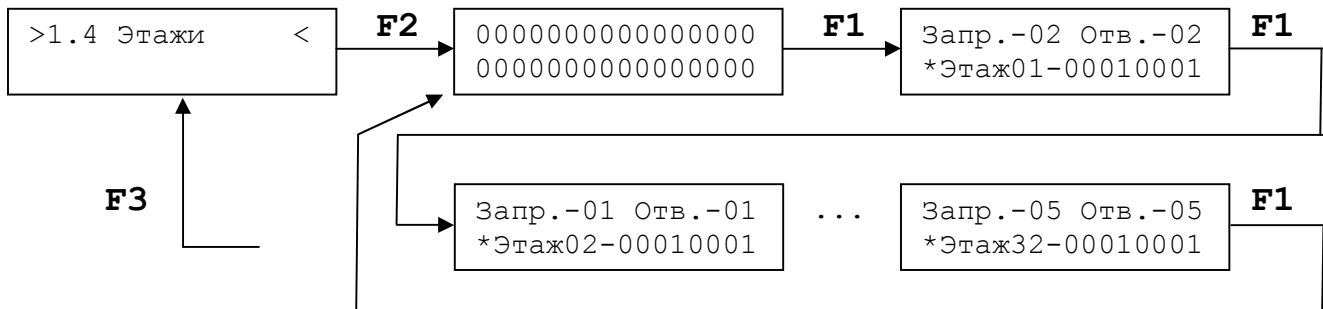 >1.4 Этажи <
F2
0000000000000000
0000000000000000
F1
Запр.-02 Отв.-02
*Этаж01-00010001
F1
F3
Запр.-01 Отв.-01
*Этаж02-00010001
...
Запр.-05 Отв.-05
*Этаж32-00010001
F1